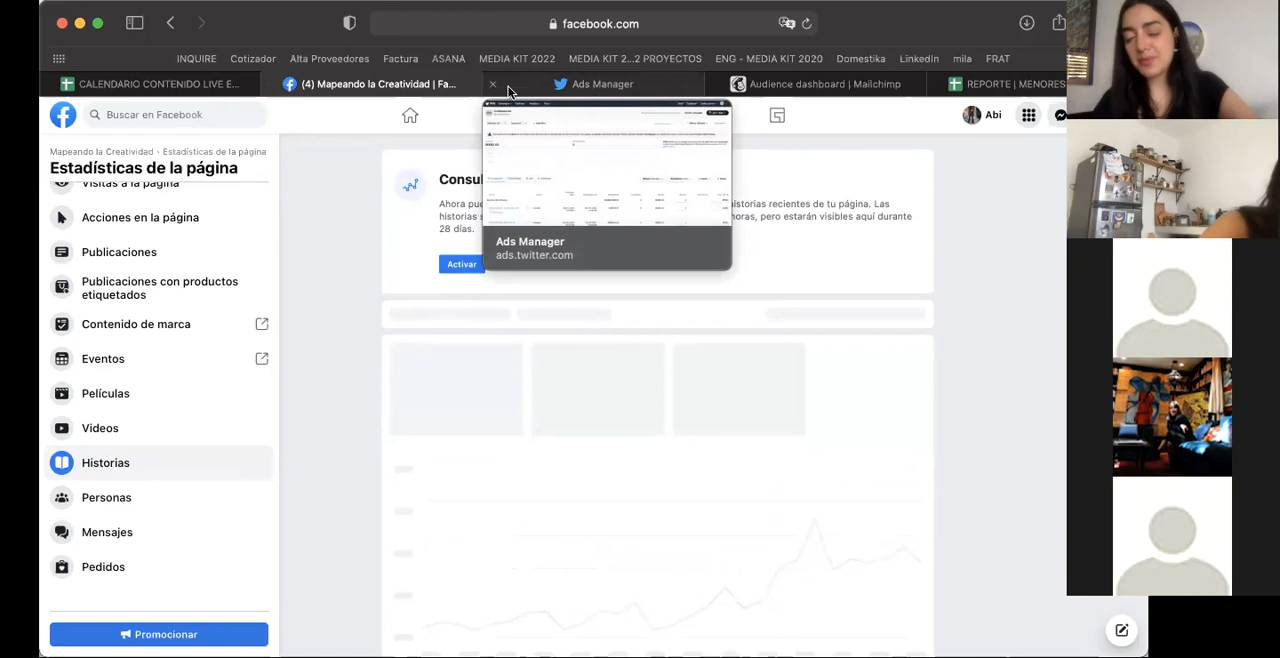 facebook.com
INQUIRE Cotizador Alta Proveedores Factura ASANA MEDIA KIT 2022 MEDIA KIT 2...2 PROYECTOS ENG - MEDIA KIT 2020 Domestika LinkedIn mila FRAT
CALENDARIO CONTENIDO LIVE E... (4) Mapeando la Creatividad | Fa... Ads Manager Audience dashboard | Mailchimp REPORTE | MENORES
Buscar en Facebook
Abi
Mapeando la Creatividad › Estadísticas de la página
Estadísticas de la página
Visitas a la página
Acciones en la página
Publicaciones
Publicaciones con productos
etiquetados
Contenido de marca
Eventos
Películas
Videos
Historias
Personas
Mensajes
Pedidos
Promocionar
Consul
Ahora pue historias recientes de tu página. Las
historias s horas, pero estarán visibles aquí durante
28 días.
Activar
Ads Manager
ads.twitter.com